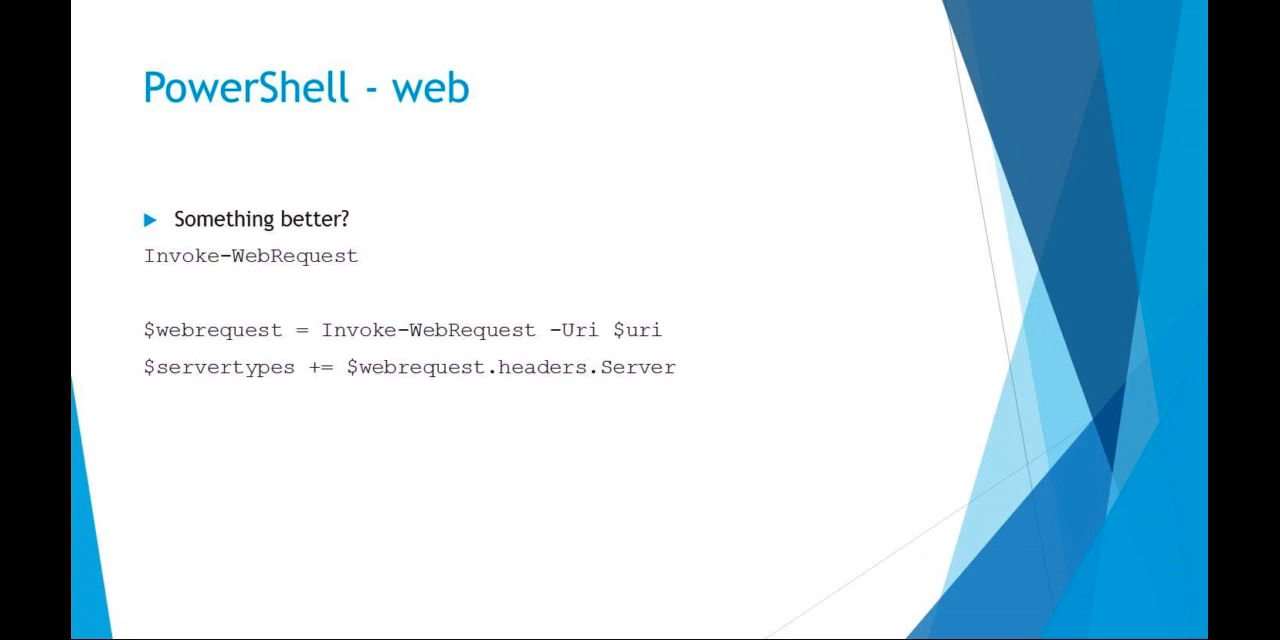 PowerShell - web
Something better?
Invoke-WebRequest
$webrequest = Invoke-WebRequest -Uri $uri
$servertypes += $webrequest.headers.Server